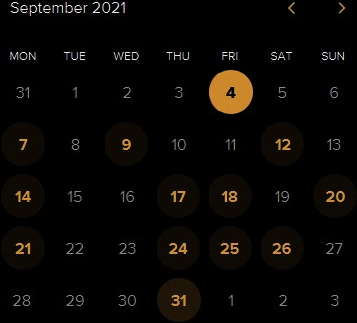 September 2021
MON TUE WED THU FRI SAT SUN
31 1 2 3 4 5 6
7 8 9 10 11 12 13
14 15 16 17 18 19 20
21 22 23 24 25 26 27
28 29 30 31 1 2 3